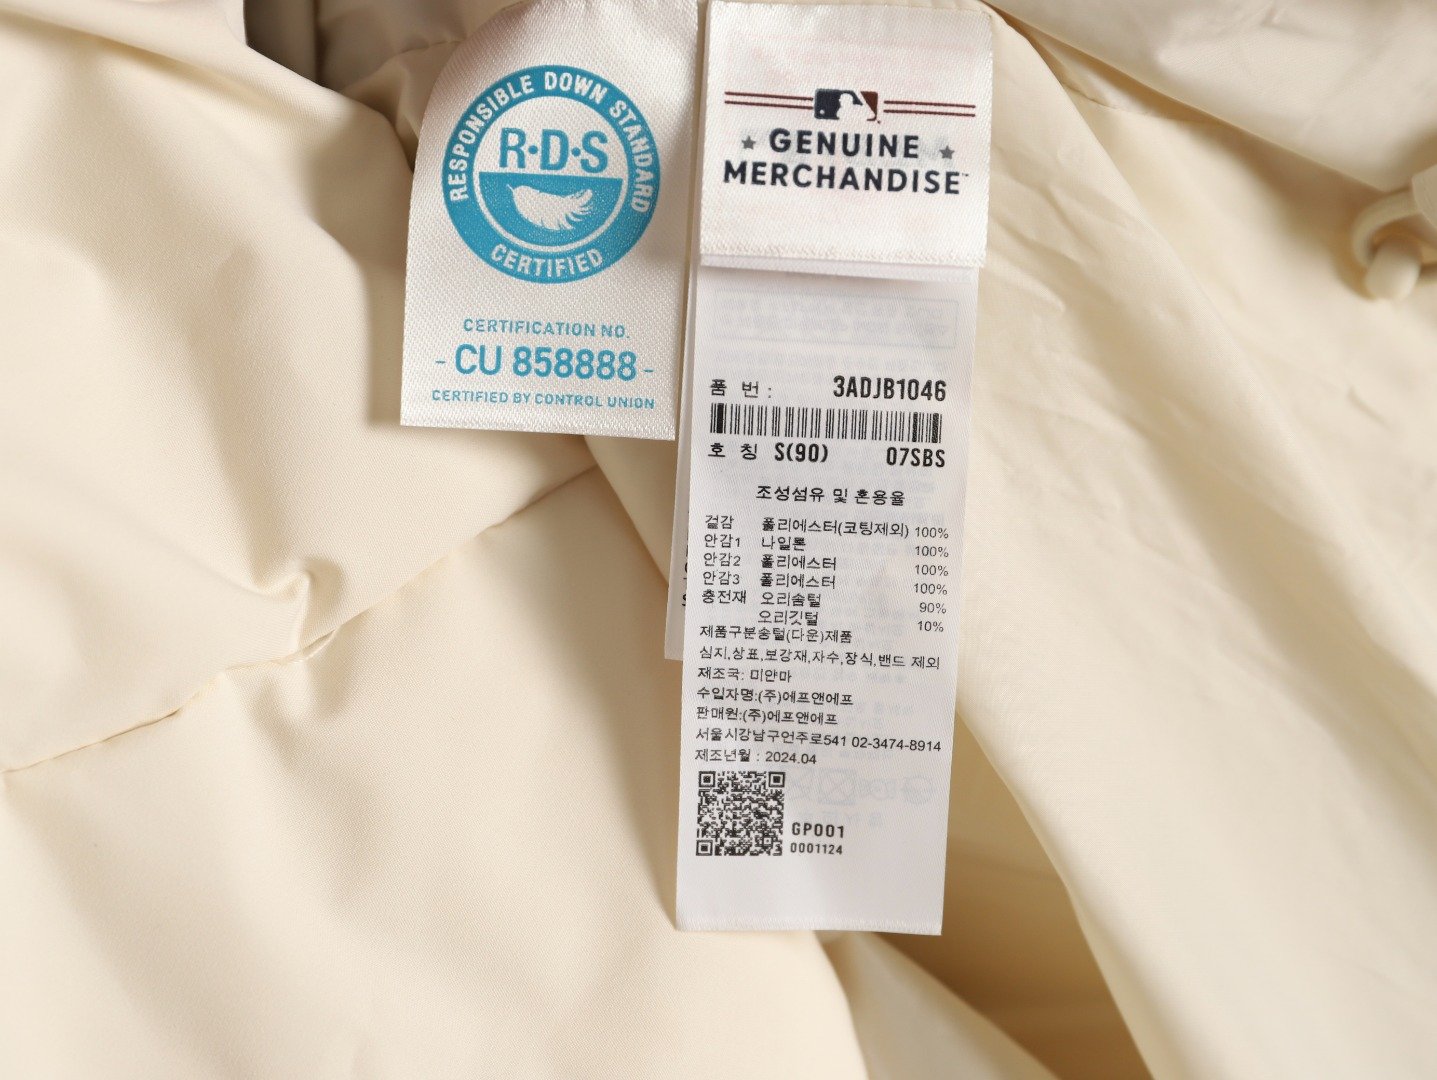 RESPONSIBLE DOWN STANDARD
R·D·S
CERTIFIED
CERTIFICATION NO.
- CU 858888 -
CERTIFIED BY CONTROL UNION
GENUINE
MERCHANDISE™
품 번 : 3ADJB1046
호 칭 S(90) 07SBS
조성섬유 및 혼용율
겉감 폴리에스터(코팅제외) 100%
안감1 나일론 100%
안감2 폴리에스터 100%
안감3 폴리에스터 100%
충전재 오리솜털 90%
오리깃털 10%
제품구분솜털(다운)제품
심지,상표,보강재,자수,장식,밴드 제외
제조국: 미얀마
수입자명:(주)에프앤에프
판매원:(주)에프앤에프
서울시강남구언주로541 02-3474-8914
제조년월 : 2024.04
GP001
0001124